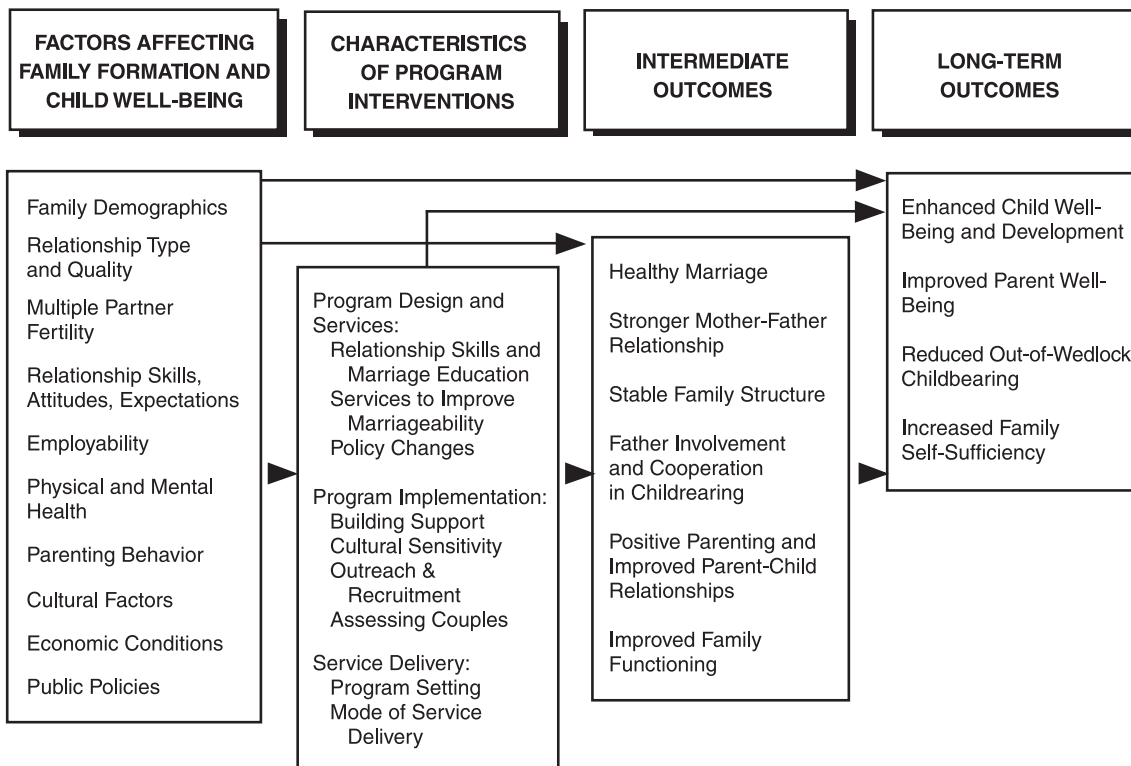 FACTORS AFFECTING
FAMILY FORMATION AND
CHILD WELL-BEING
CHARACTERISTICS
OF PROGRAM
INTERVENTIONS
INTERMEDIATE
OUTCOMES
LONG-TERM
OUTCOMES
Family Demographics
Relationship Type
and Quality
Multiple Partner
Fertility
Relationship Skills,
Attitudes, Expectations
Employability
Physical and Mental
Health
Parenting Behavior
Cultural Factors
Economic Conditions
Public Policies
Program Design and
Services:
Relationship Skills and
Marriage Education
Services to Improve
Marriageability
Policy Changes
Program Implementation:
Building Support
Cultural Sensitivity
Outreach &
Recruitment
Assessing Couples
Service Delivery:
Program Setting
Mode of Service
Delivery
Healthy Marriage
Stronger Mother-Father
Relationship
Stable Family Structure
Father Involvement
and Cooperation
in Childrearing
Positive Parenting and
Improved Parent-Child
Relationships
Improved Family
Functioning
Enhanced Child Well-
Being and Development
Improved Parent Well-
Being
Reduced Out-of-Wedlock
Childbearing
Increased Family
Self-Sufficiency